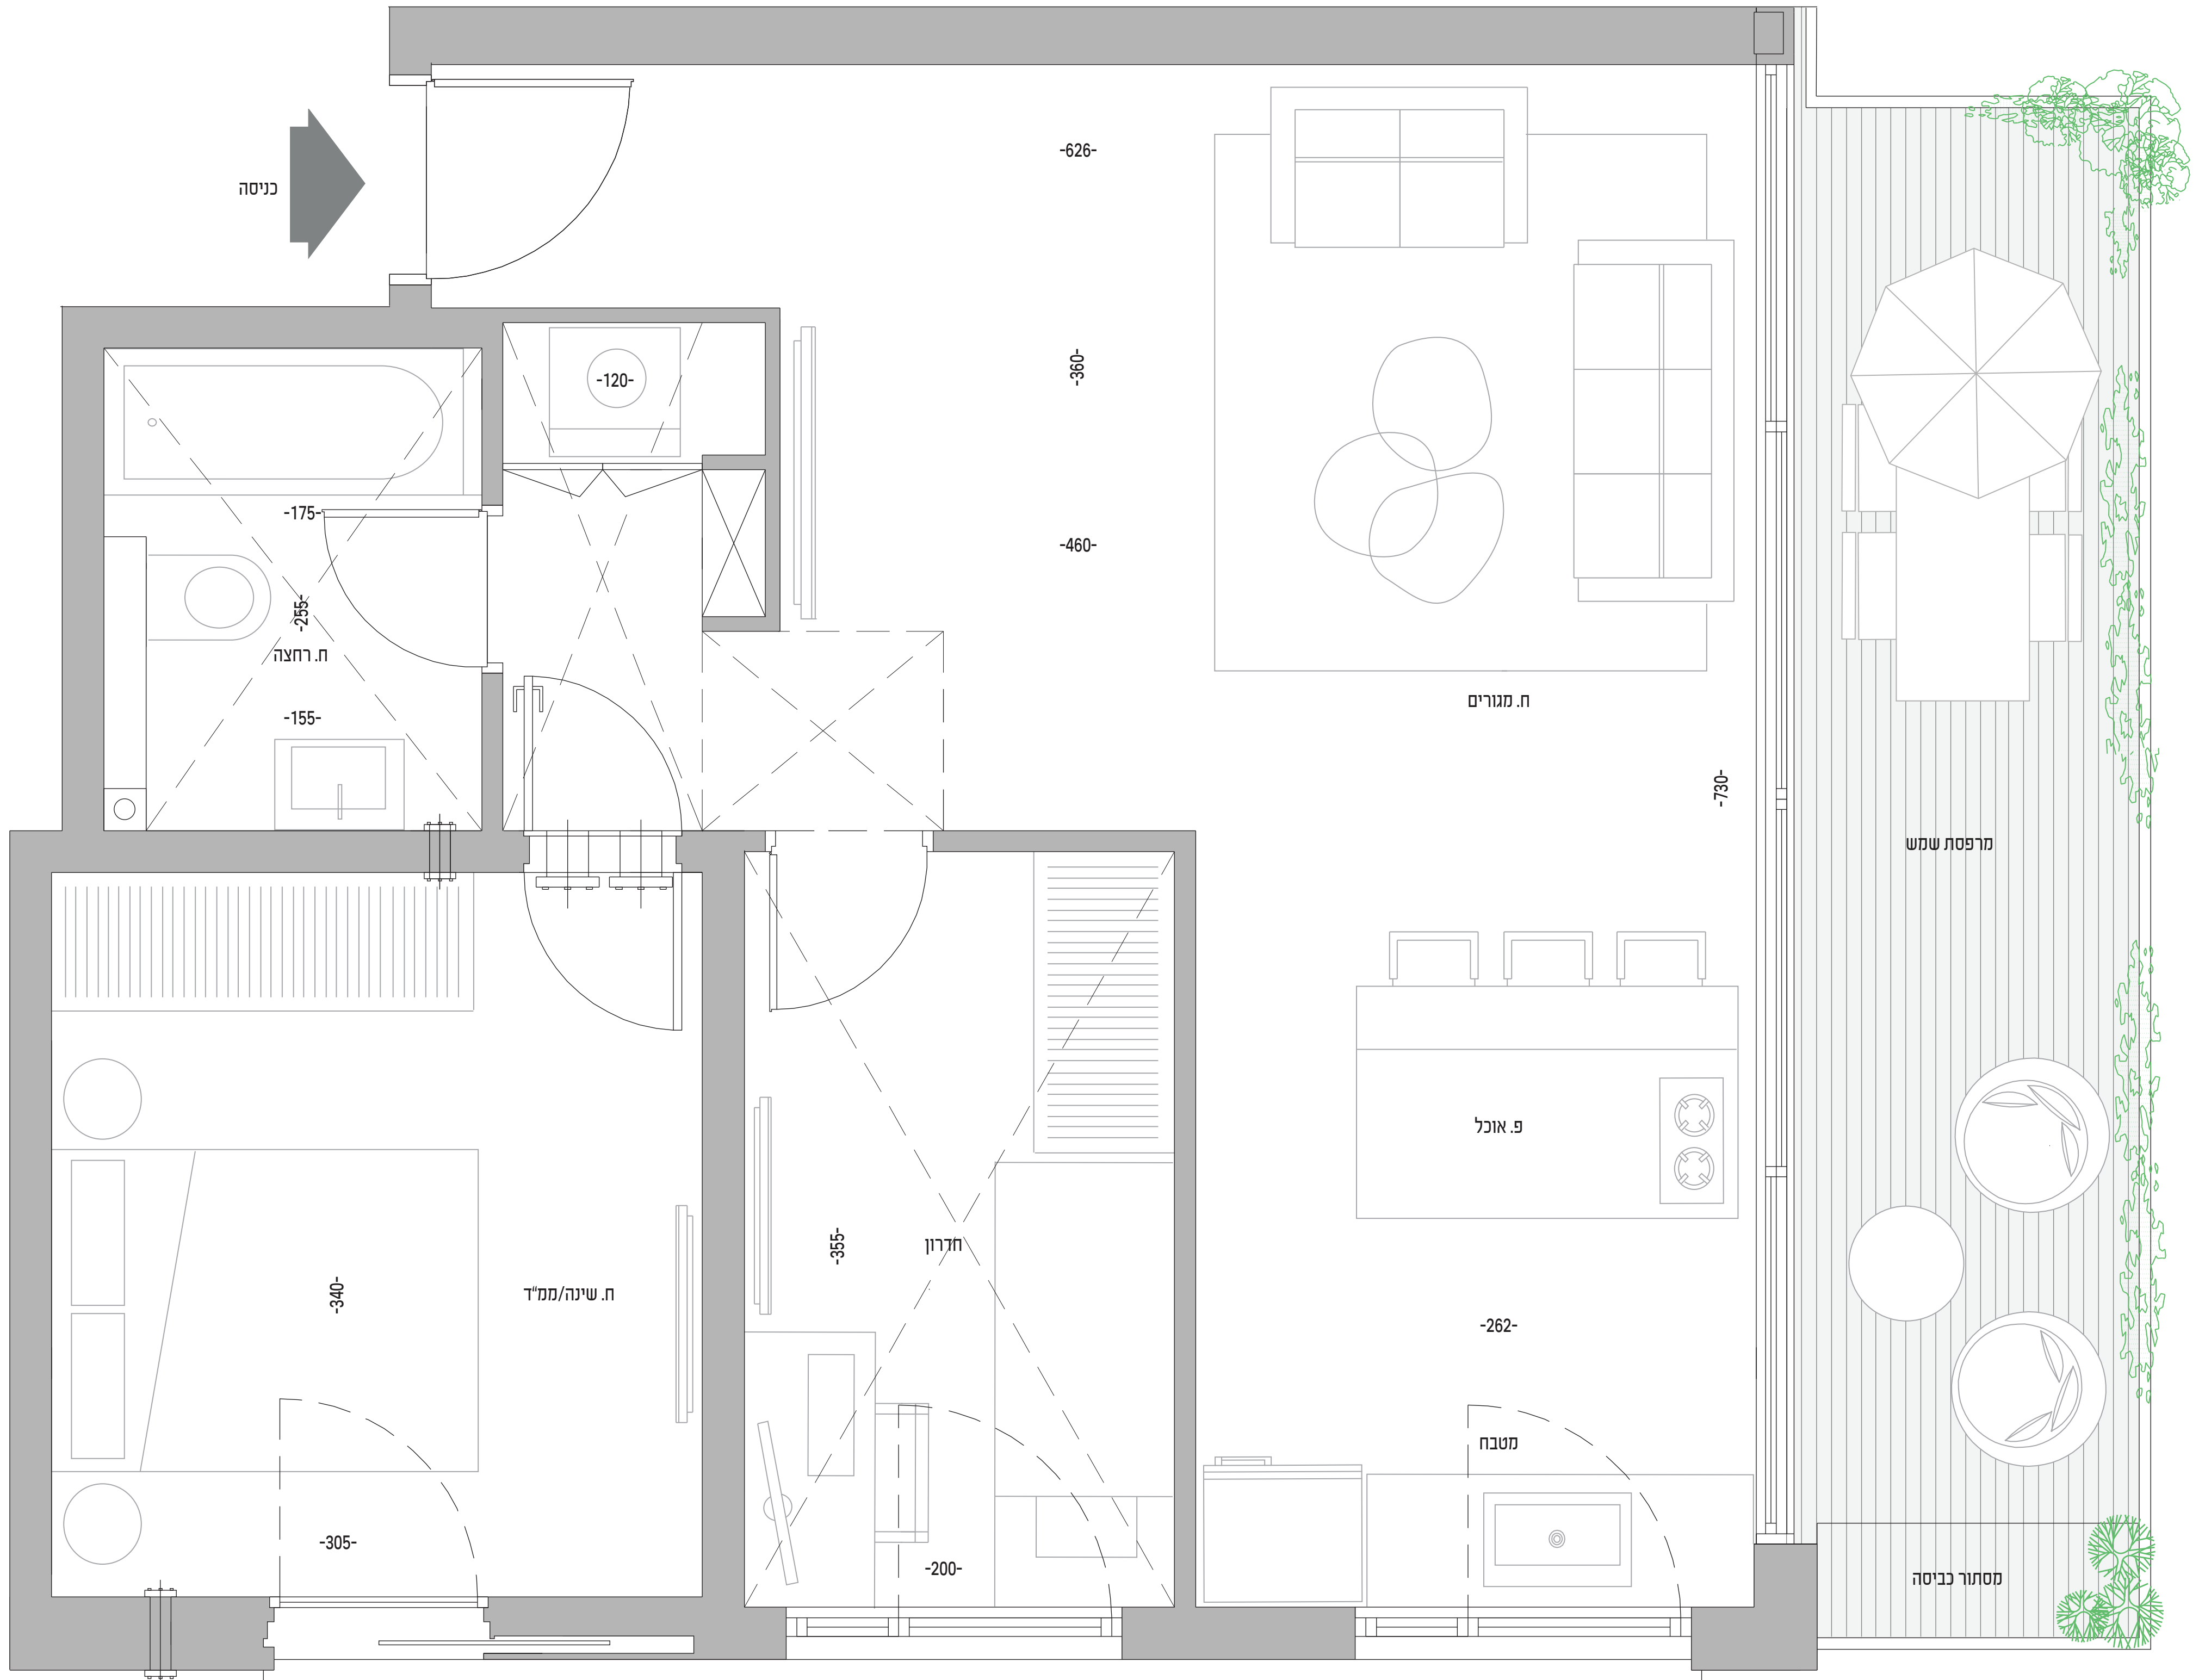 -626-
כניסה
-360-
-120-
-175-
-460-
-255-
ח. רחצה
ח. מגורים
-155-
-730-
מרפסת שמש
פ. אוכל
-355-
חדרון
-340-
ח. שינה/ממ"ד
-262-
מטבח
-305-
-200-
מסתור כביסה